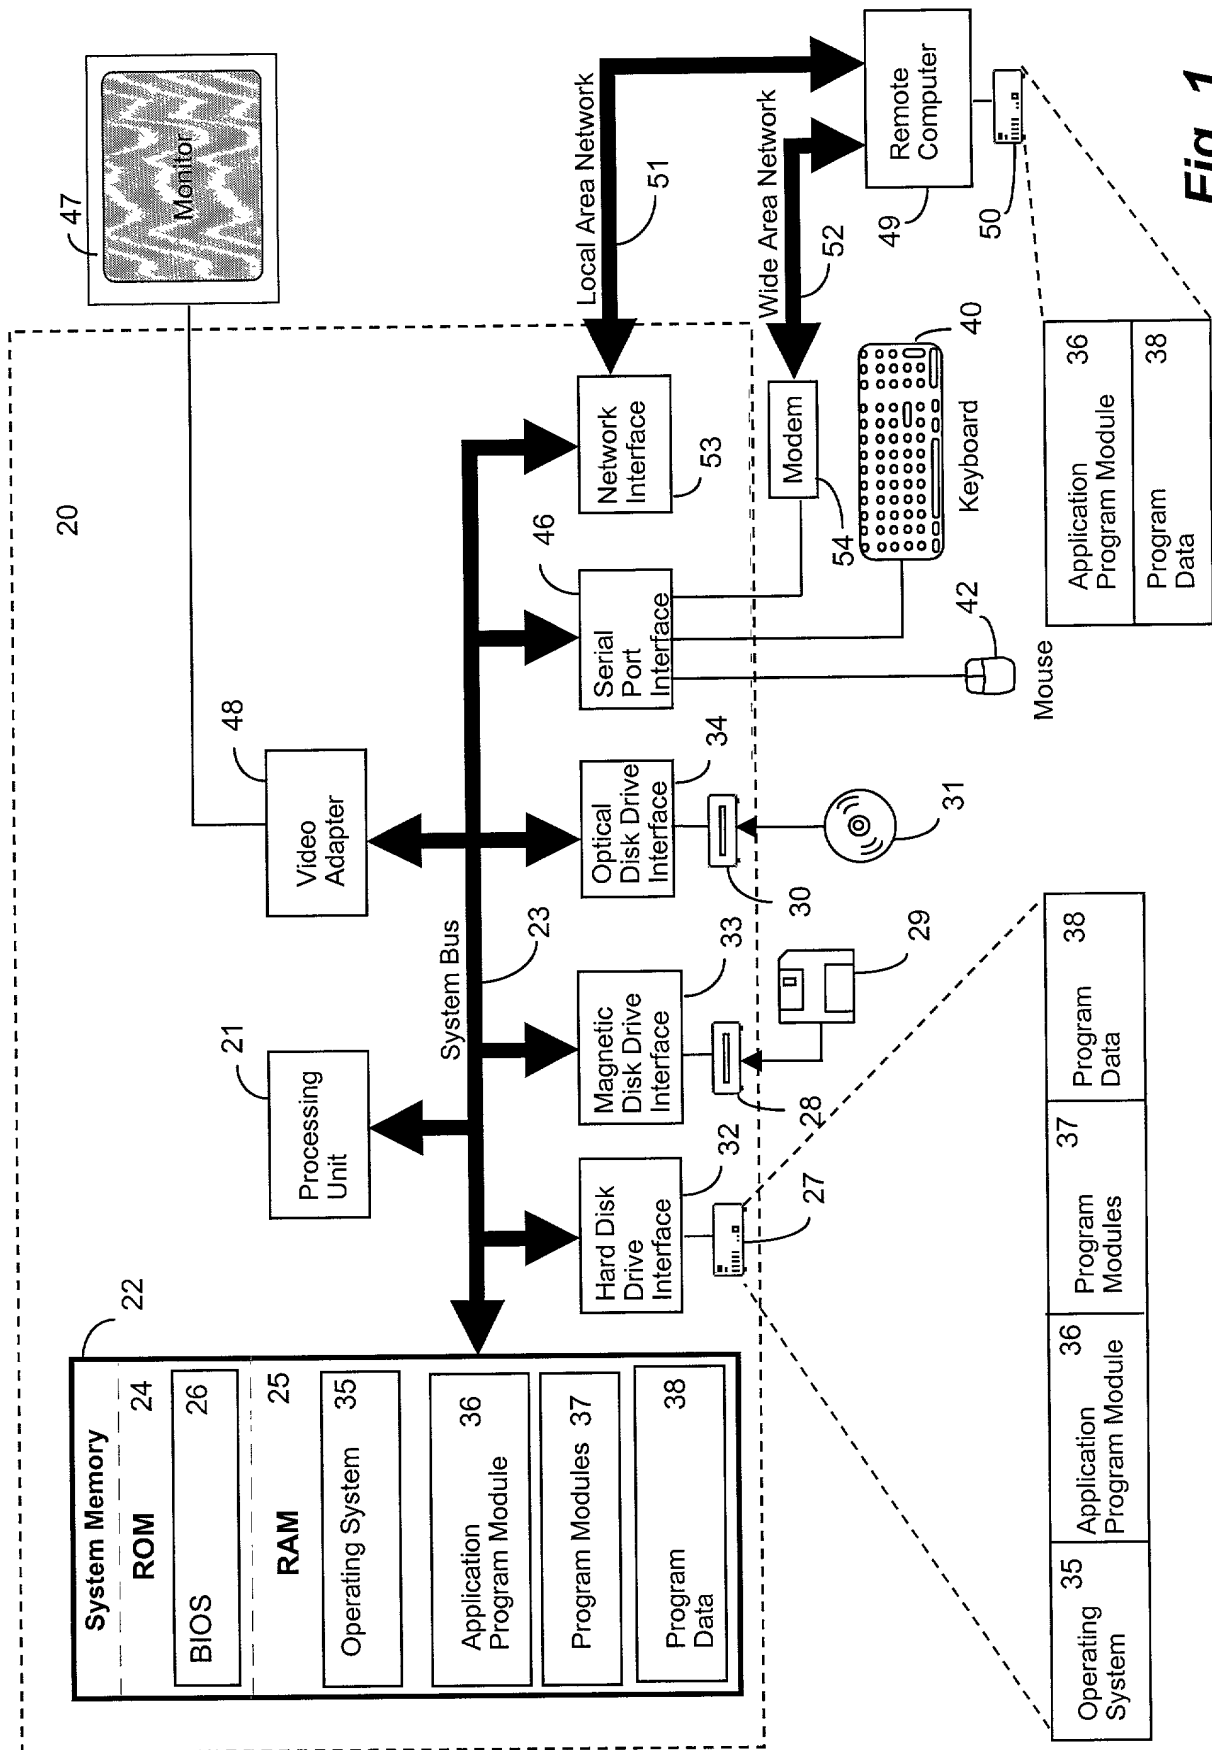 System Memory
22
ROM 24
BIOS 26
RAM 25
Operating System 35
Application
Program Module 36
Program Modules 37
Program
Data 38
20
21
Processing
Unit
48
Video
Adapter
47
Monitor
System Bus
23
Hard Disk
Drive
Interface
32
Magnetic
Disk Drive
Interface
33
Optical
Disk Drive
Interface
34
Serial
Port
Interface
46
Network
Interface
53
Local Area Network
51
27
28
29
30
31
Modem
54
Wide Area Network
52
Remote
Computer
49
50
40
Keyboard
42
Mouse
Operating
System 35
Application
Program Module 36
Program
Modules 37
Program
Data 38
Application
Program Module 36
Program
Data 38
Fig. 1